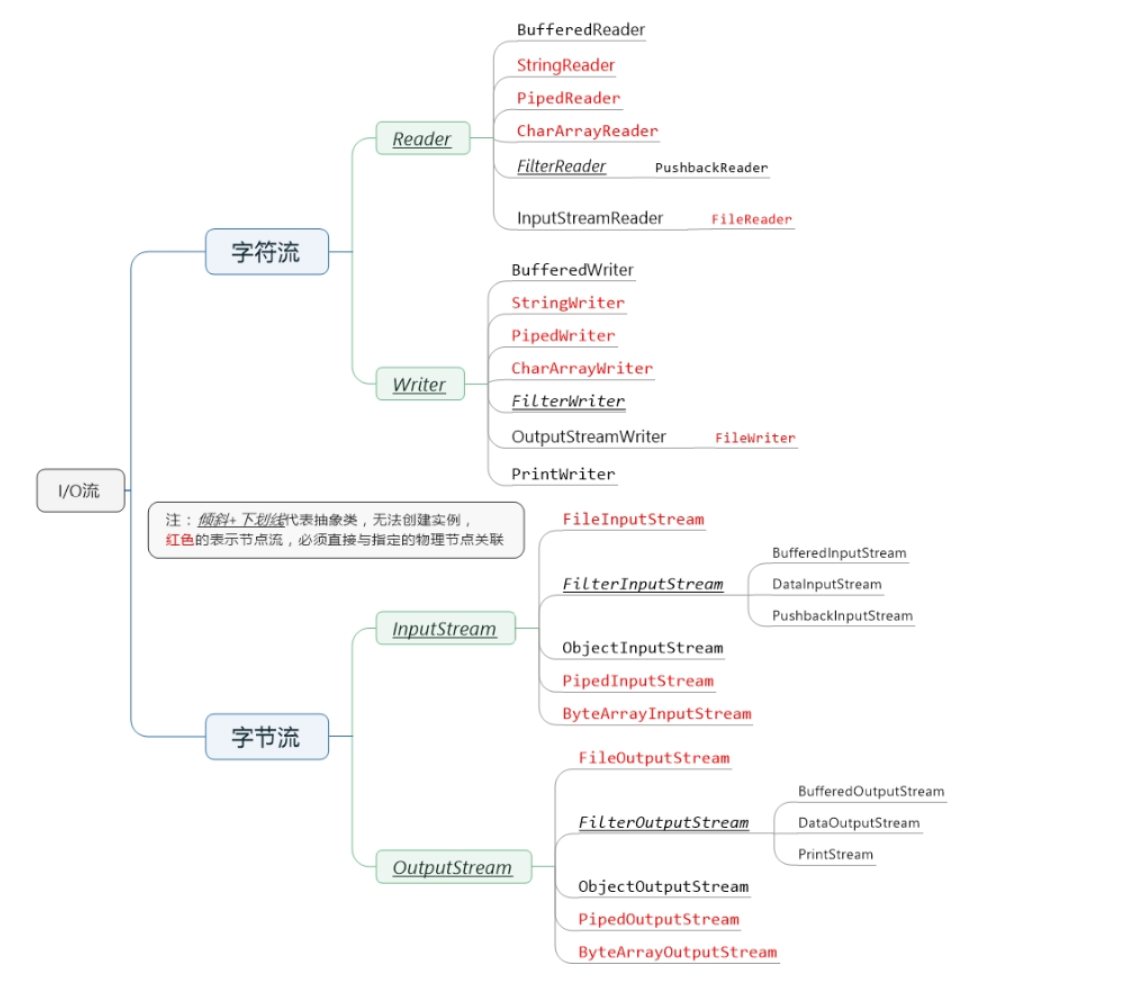 BufferedReader
StringReader
PipedReader
CharArrayReader
Reader
FilterReader PushbackReader
InputStreamReader FileReader
字符流
BufferedWriter
StringWriter
PipedWriter
CharArrayWriter
Writer
FilterWriter
OutputStreamWriter FileWriter
PrintWriter
I/O流
注：倾斜+下划线代表抽象类，无法创建实例，
红色的表示节点流，必须直接与指定的物理节点关联
FileInputStream
BufferedInputStream
FilterInputStream DataInputStream
PushbackInputStream
InputStream
ObjectInputStream
PipedInputStream
ByteArrayInputStream
字节流
FileOutputStream
BufferedOutputStream
FilterOutputStream DataOutputStream
PrintStream
OutputStream
ObjectOutputStream
PipedOutputStream
ByteArrayOutputStream